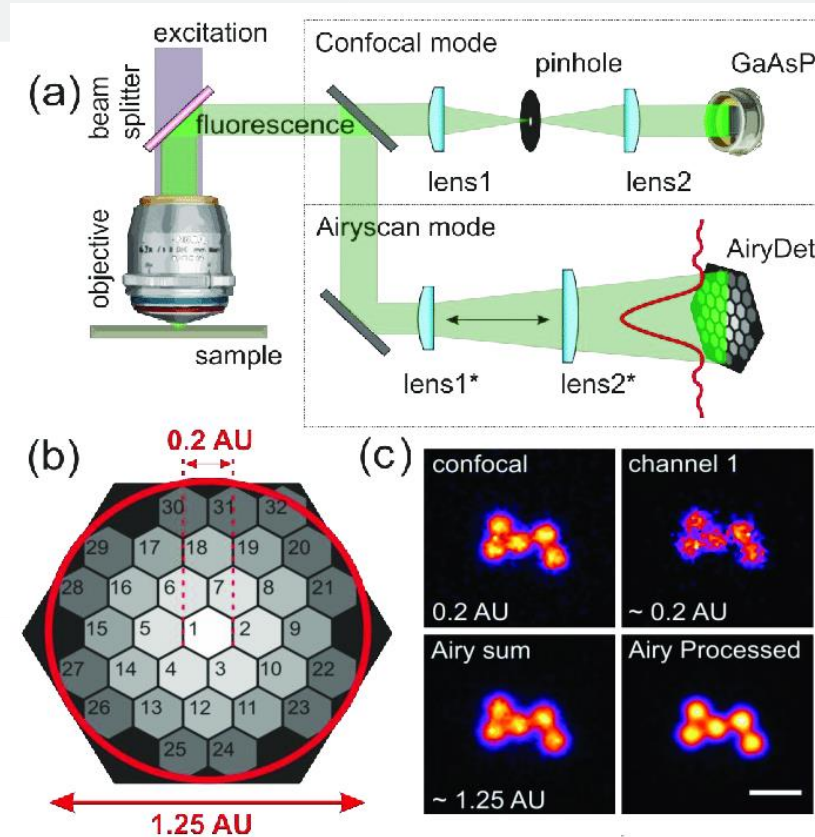 (a)
excitation
beam
splitter
fluorescence
objective
sample
Confocal mode
pinhole
GaAsP
lens1
lens2
Airyscan mode
AiryDet
lens1*
lens2*
(b)
0.2 AU
30 31 32
29 17 18 19 20
28 16 6 7 8 21
15 5 1 2 9
27 14 4 3 10 22
26 13 12 11 23
25 24
1.25 AU
(c)
confocal
0.2 AU
channel 1
~ 0.2 AU
Airy sum
~ 1.25 AU
Airy Processed